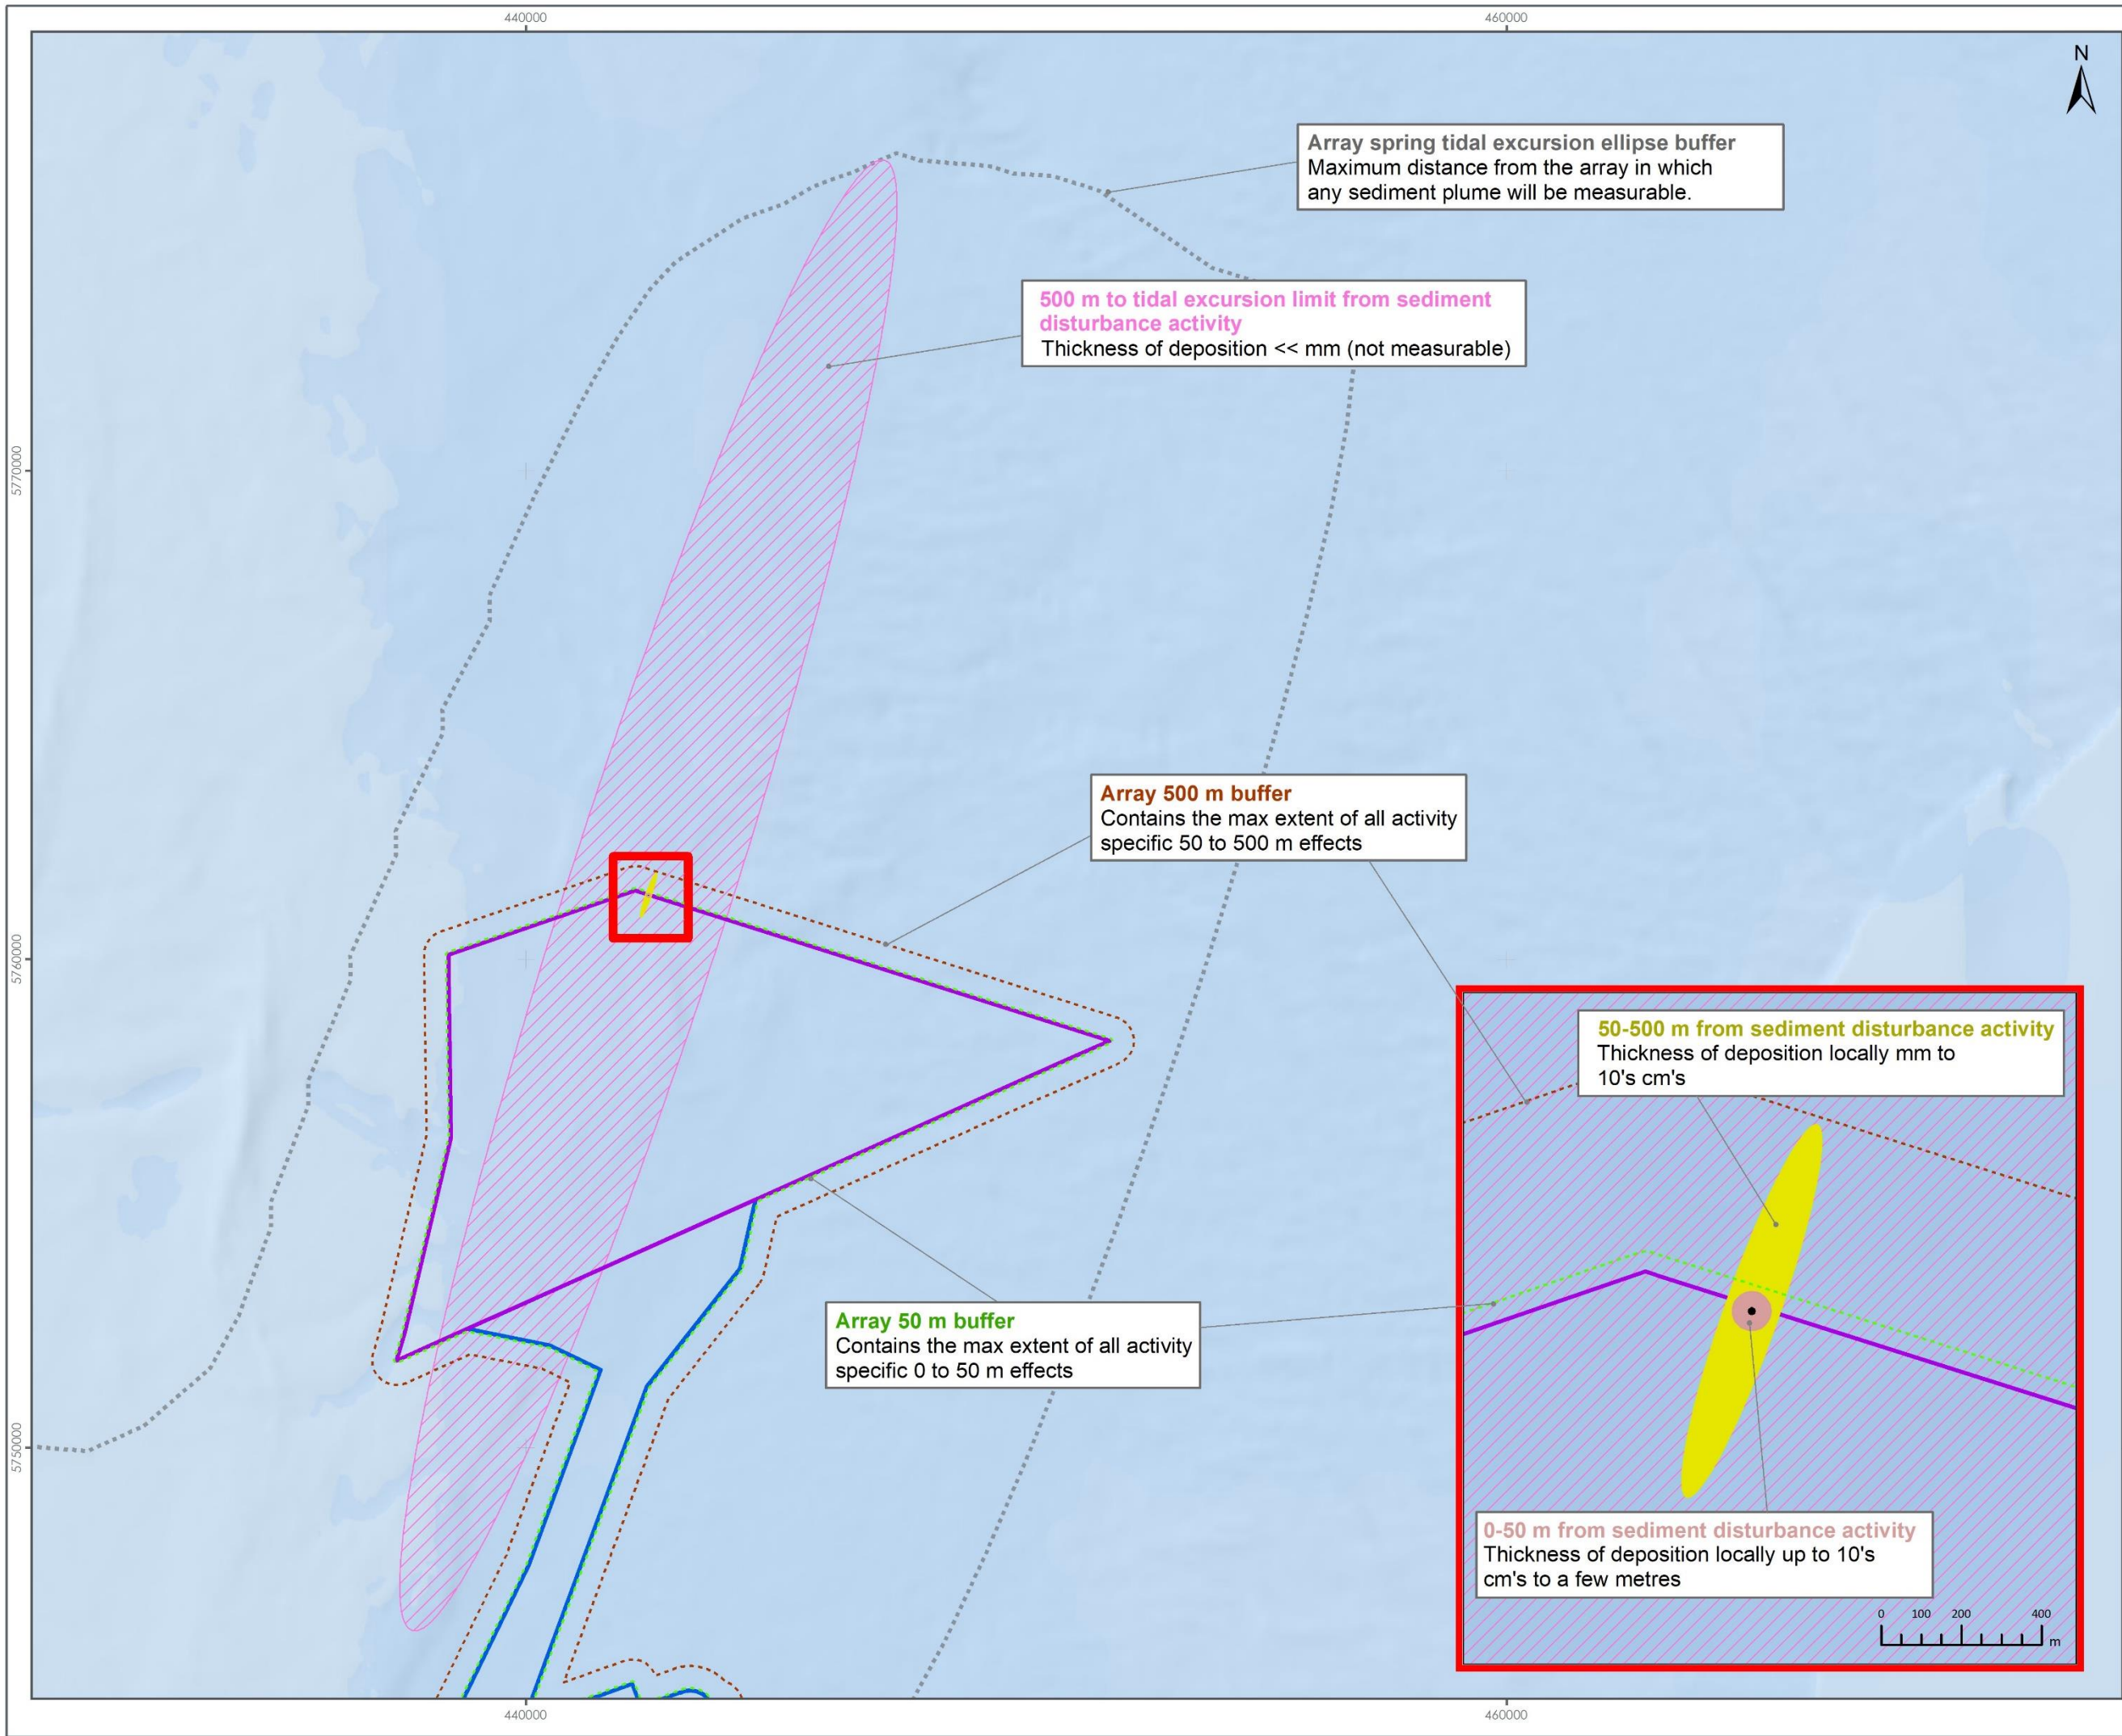 440000
460000
N
Array spring tidal excursion ellipse buffer
Maximum distance from the array in which
any sediment plume will be measurable.
500 m to tidal excursion limit from sediment
disturbance activity
Thickness of deposition << mm (not measurable)
5770000
Array 500 m buffer
Contains the max extent of all activity
specific 50 to 500 m effects
5760000
50-500 m from sediment disturbance activity
Thickness of deposition locally mm to
10's cm's
Array 50 m buffer
Contains the max extent of all activity
specific 0 to 50 m effects
5750000
0-50 m from sediment disturbance activity
Thickness of deposition locally up to 10's
cm's to a few metres
0 100 200 400
m
440000
460000